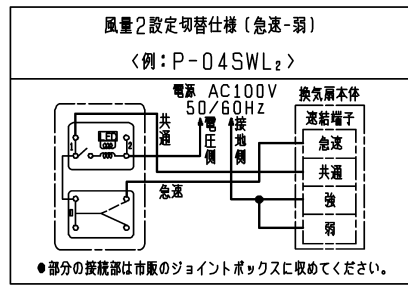 風量2設定切替仕様(急速-弱)
〈例:P-04SWL₂〉
電源 AC100V
50/60Hz
換気扇本体
速結端子
共通
電圧側
接地側
急速
共通
強
弱
LED
1
2
急速
●部分の接続部は市販のジョイントボックスに収めてください。